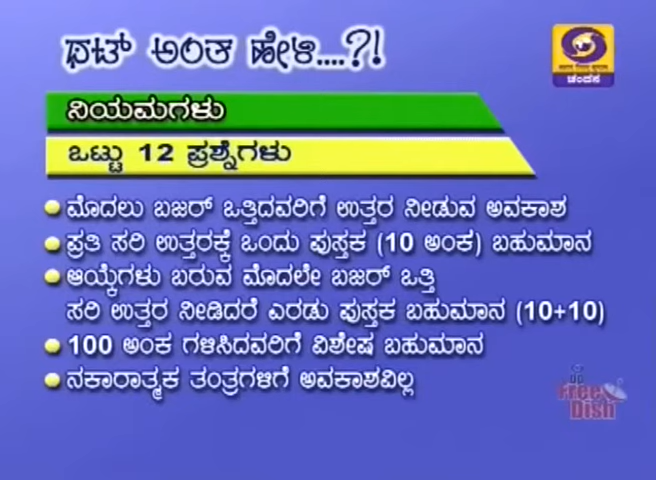 ಥಟ್ ಅಂತ ಹೇಳಿ....?!
ಚಂದನ
ನಿಯಮಗಳು
ಒಟ್ಟು 12 ಪ್ರಶ್ನೆಗಳು
ಮೊದಲು ಬಜರ್ ಒತ್ತಿದವರಿಗೆ ಉತ್ತರ ನೀಡುವ ಅವಕಾಶ
ಪ್ರತಿ ಸರಿ ಉತ್ತರಕ್ಕೆ ಒಂದು ಪುಸ್ತಕ (10 ಅಂಕ) ಬಹುಮಾನ
ಆಯ್ಕೆಗಳು ಬರುವ ಮೊದಲೇ ಬಜರ್ ಒತ್ತಿ
ಸರಿ ಉತ್ತರ ನೀಡಿದರೆ ಎರಡು ಪುಸ್ತಕ ಬಹುಮಾನ (10+10)
100 ಅಂಕ ಗಳಿಸಿದವರಿಗೆ ವಿಶೇಷ ಬಹುಮಾನ
ನಕಾರಾತ್ಮಕ ತಂತ್ರಗಳಿಗೆ ಅವಕಾಶವಿಲ್ಲ
Free
Dish